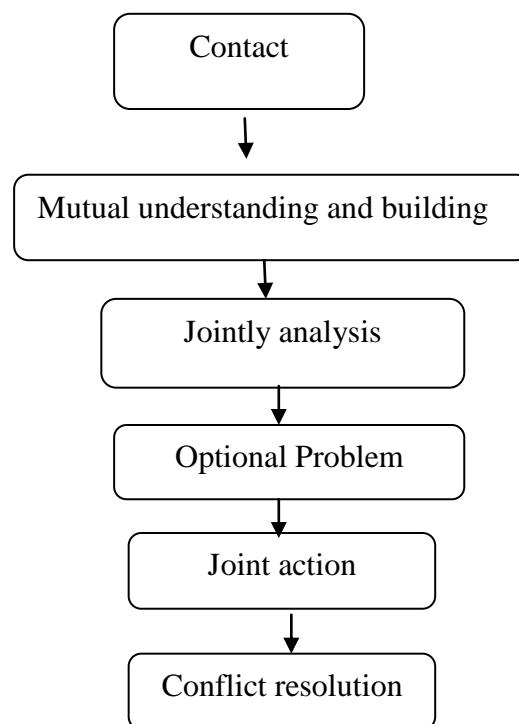 Contact
Mutual understanding and building
Jointly analysis
Optional Problem
Joint action
Conflict resolution